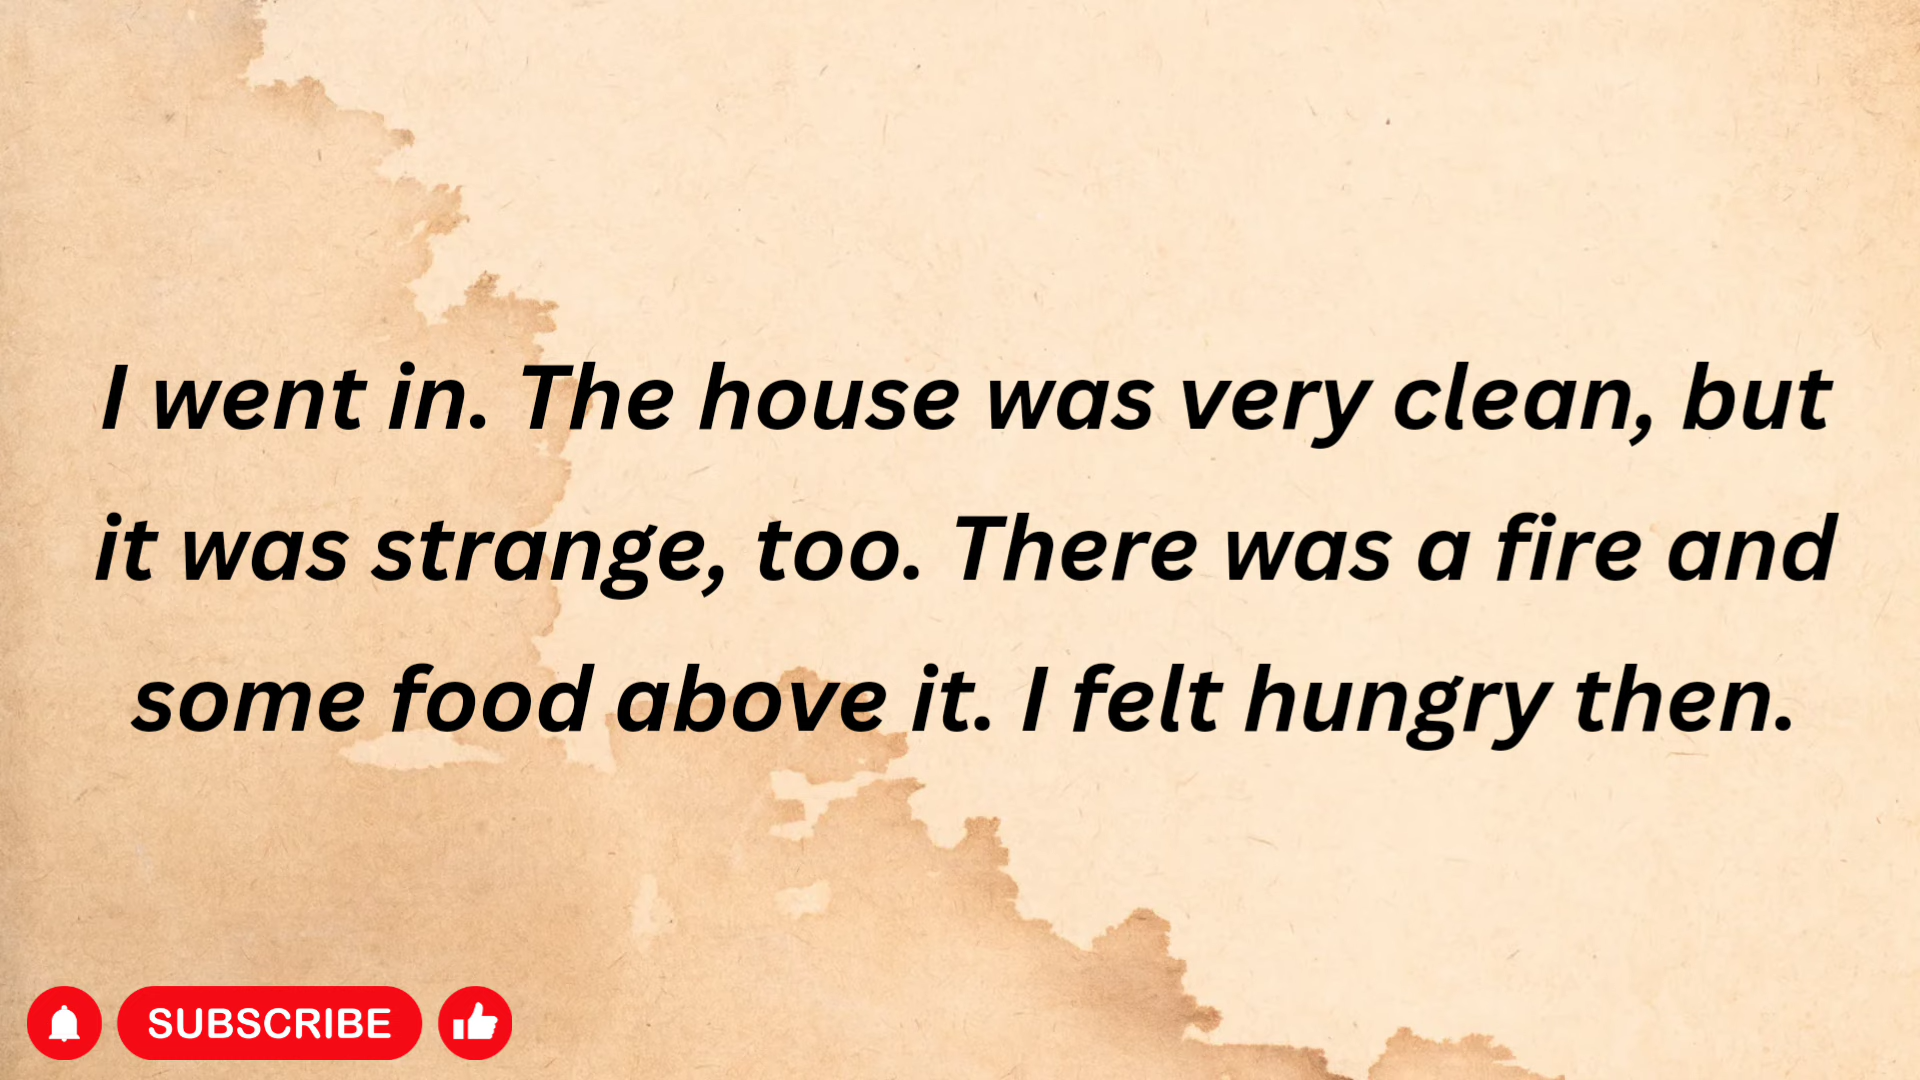 I went in. The house was very clean, but
it was strange, too. There was a fire and
some food above it. I felt hungry then.
SUBSCRIBE